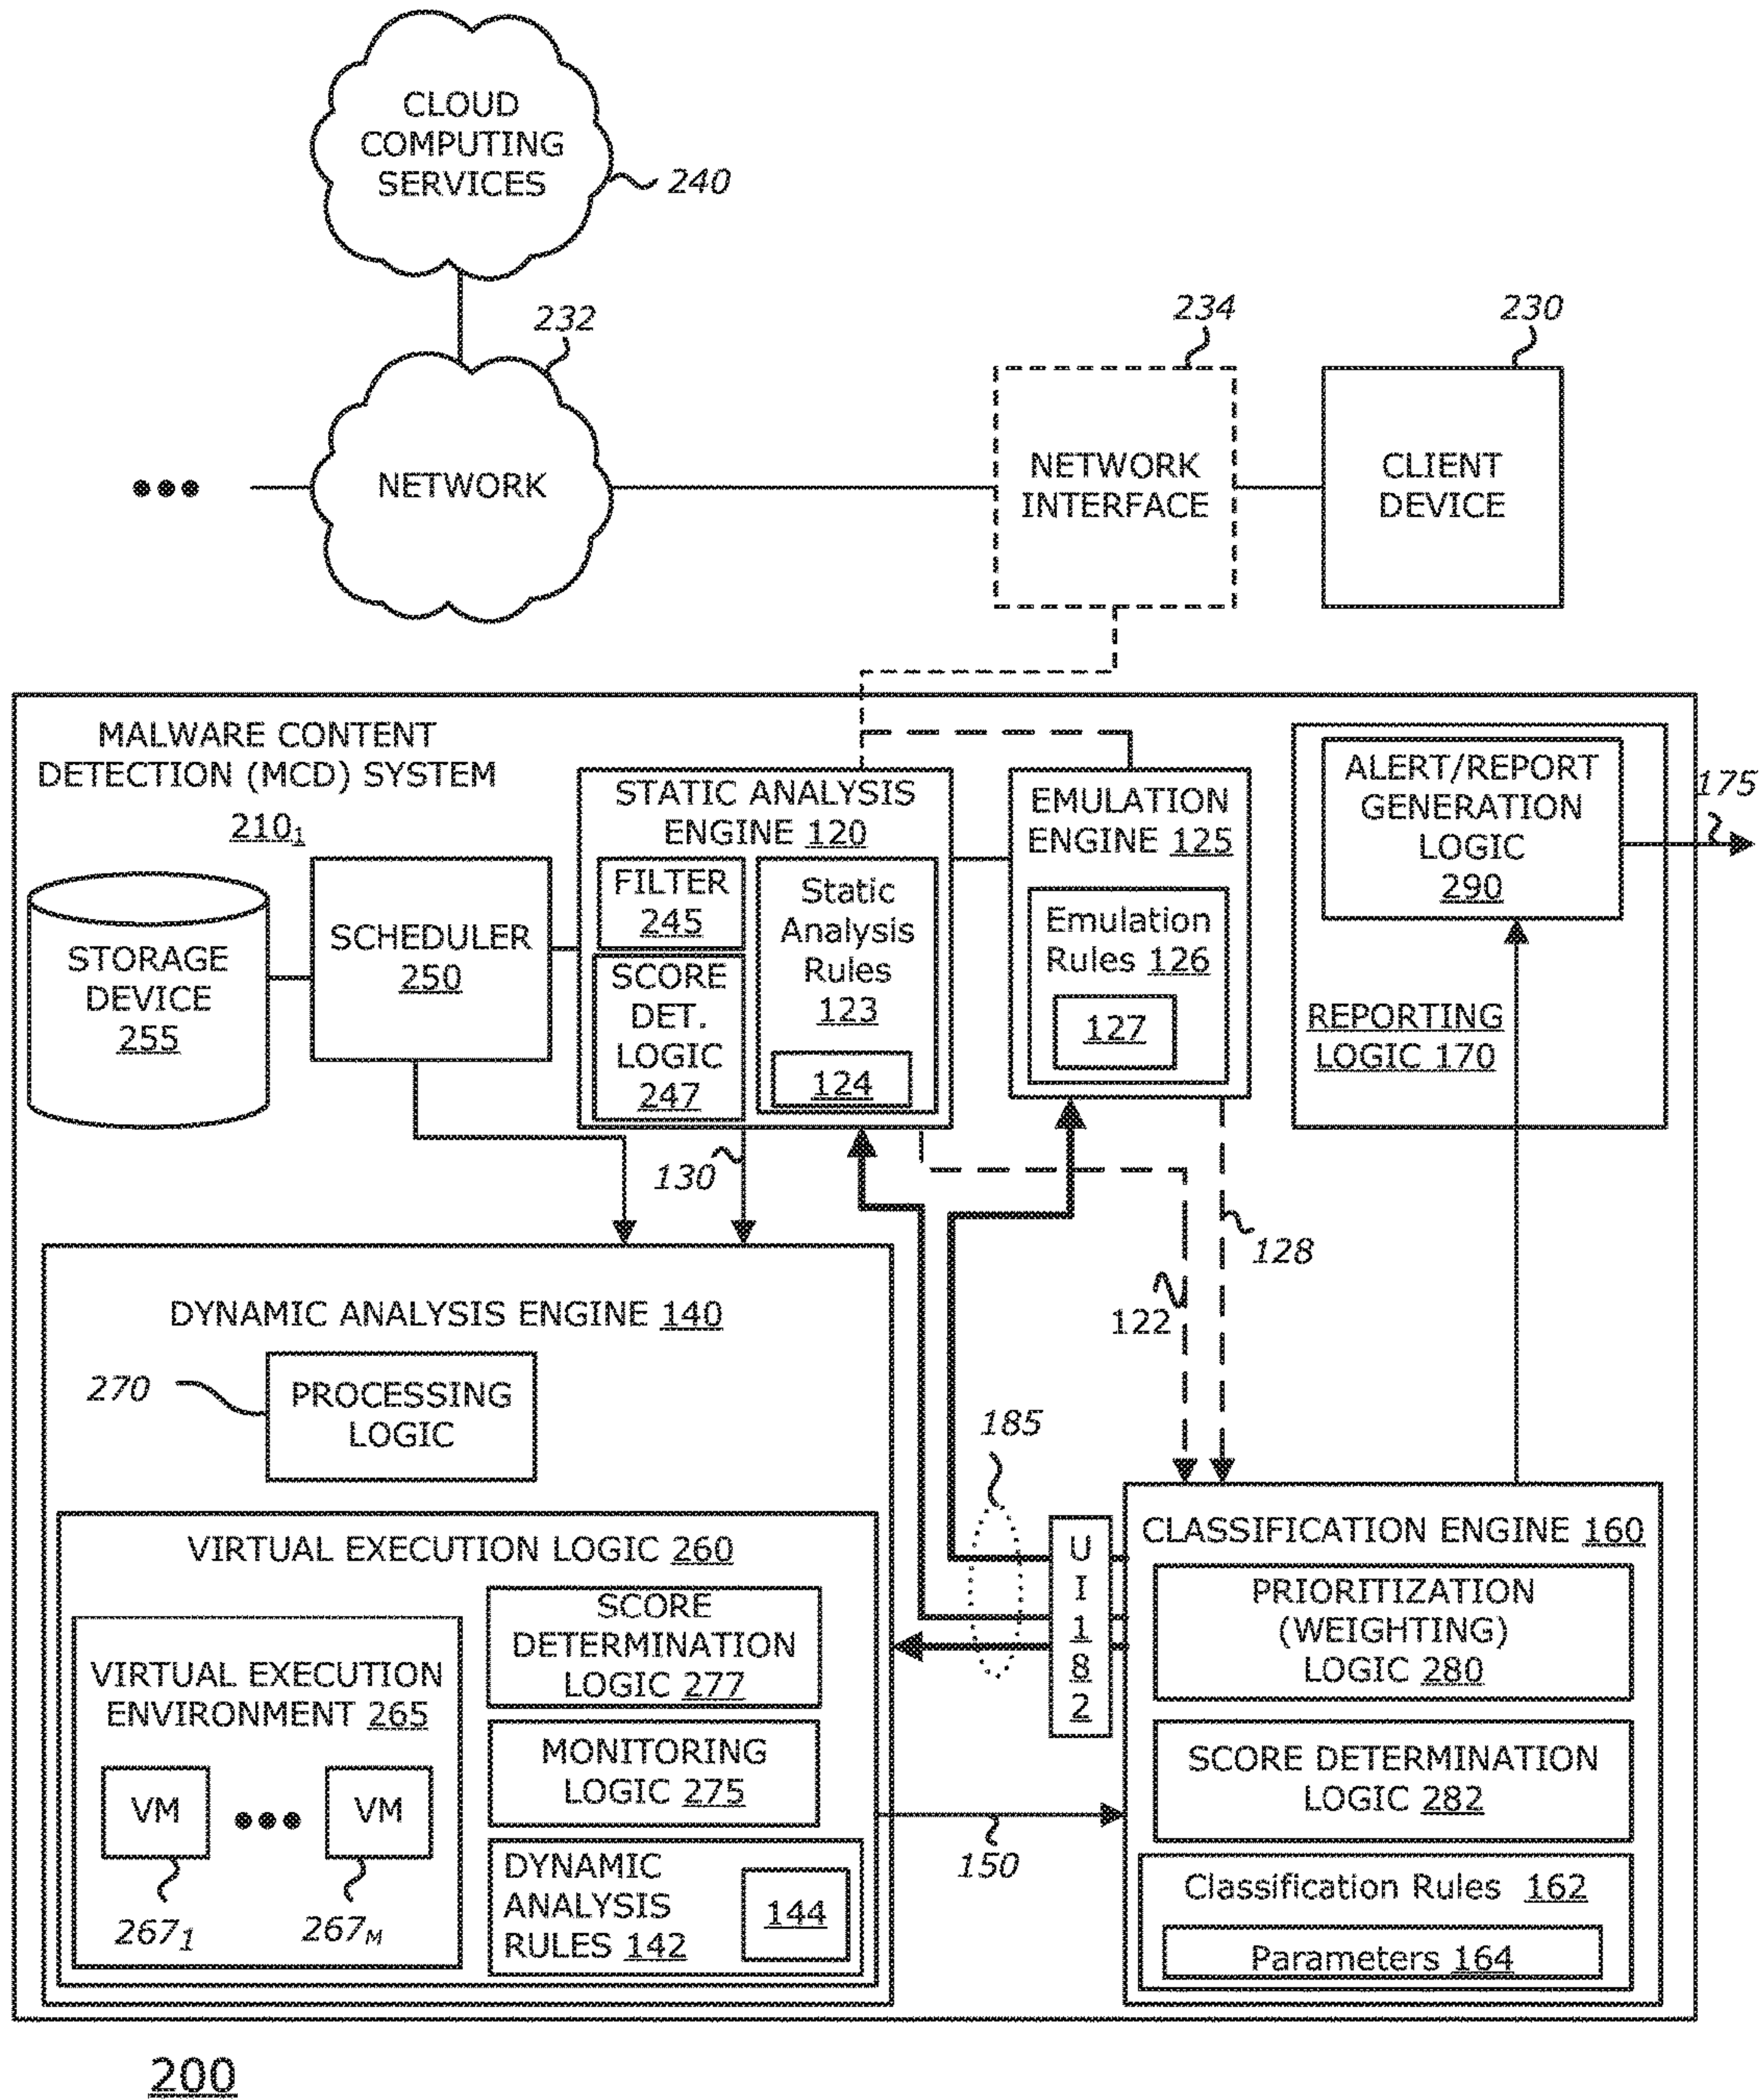 CLOUD
COMPUTING
SERVICES
240
232
234
230
NETWORK
NETWORK
INTERFACE
CLIENT
DEVICE
MALWARE CONTENT
DETECTION (MCD) SYSTEM
210₁
STORAGE
DEVICE
255
SCHEDULER
250
STATIC ANALYSIS
ENGINE 120
FILTER
245
SCORE
DET.
LOGIC
247
Static
Analysis
Rules
123
124
EMULATION
ENGINE 125
Emulation
Rules 126
127
ALERT/REPORT
GENERATION
LOGIC
290
REPORTING
LOGIC 170
175
130
128
122
DYNAMIC ANALYSIS ENGINE 140
270
PROCESSING
LOGIC
185
VIRTUAL EXECUTION LOGIC 260
VIRTUAL EXECUTION
ENVIRONMENT 265
VM
VM
267₁
267M
SCORE
DETERMINATION
LOGIC 277
MONITORING
LOGIC 275
DYNAMIC
ANALYSIS
RULES 142
144
150
U
I
1
8
2
CLASSIFICATION ENGINE 160
PRIORITIZATION
(WEIGHTING)
LOGIC 280
SCORE DETERMINATION
LOGIC 282
Classification Rules 162
Parameters 164
200